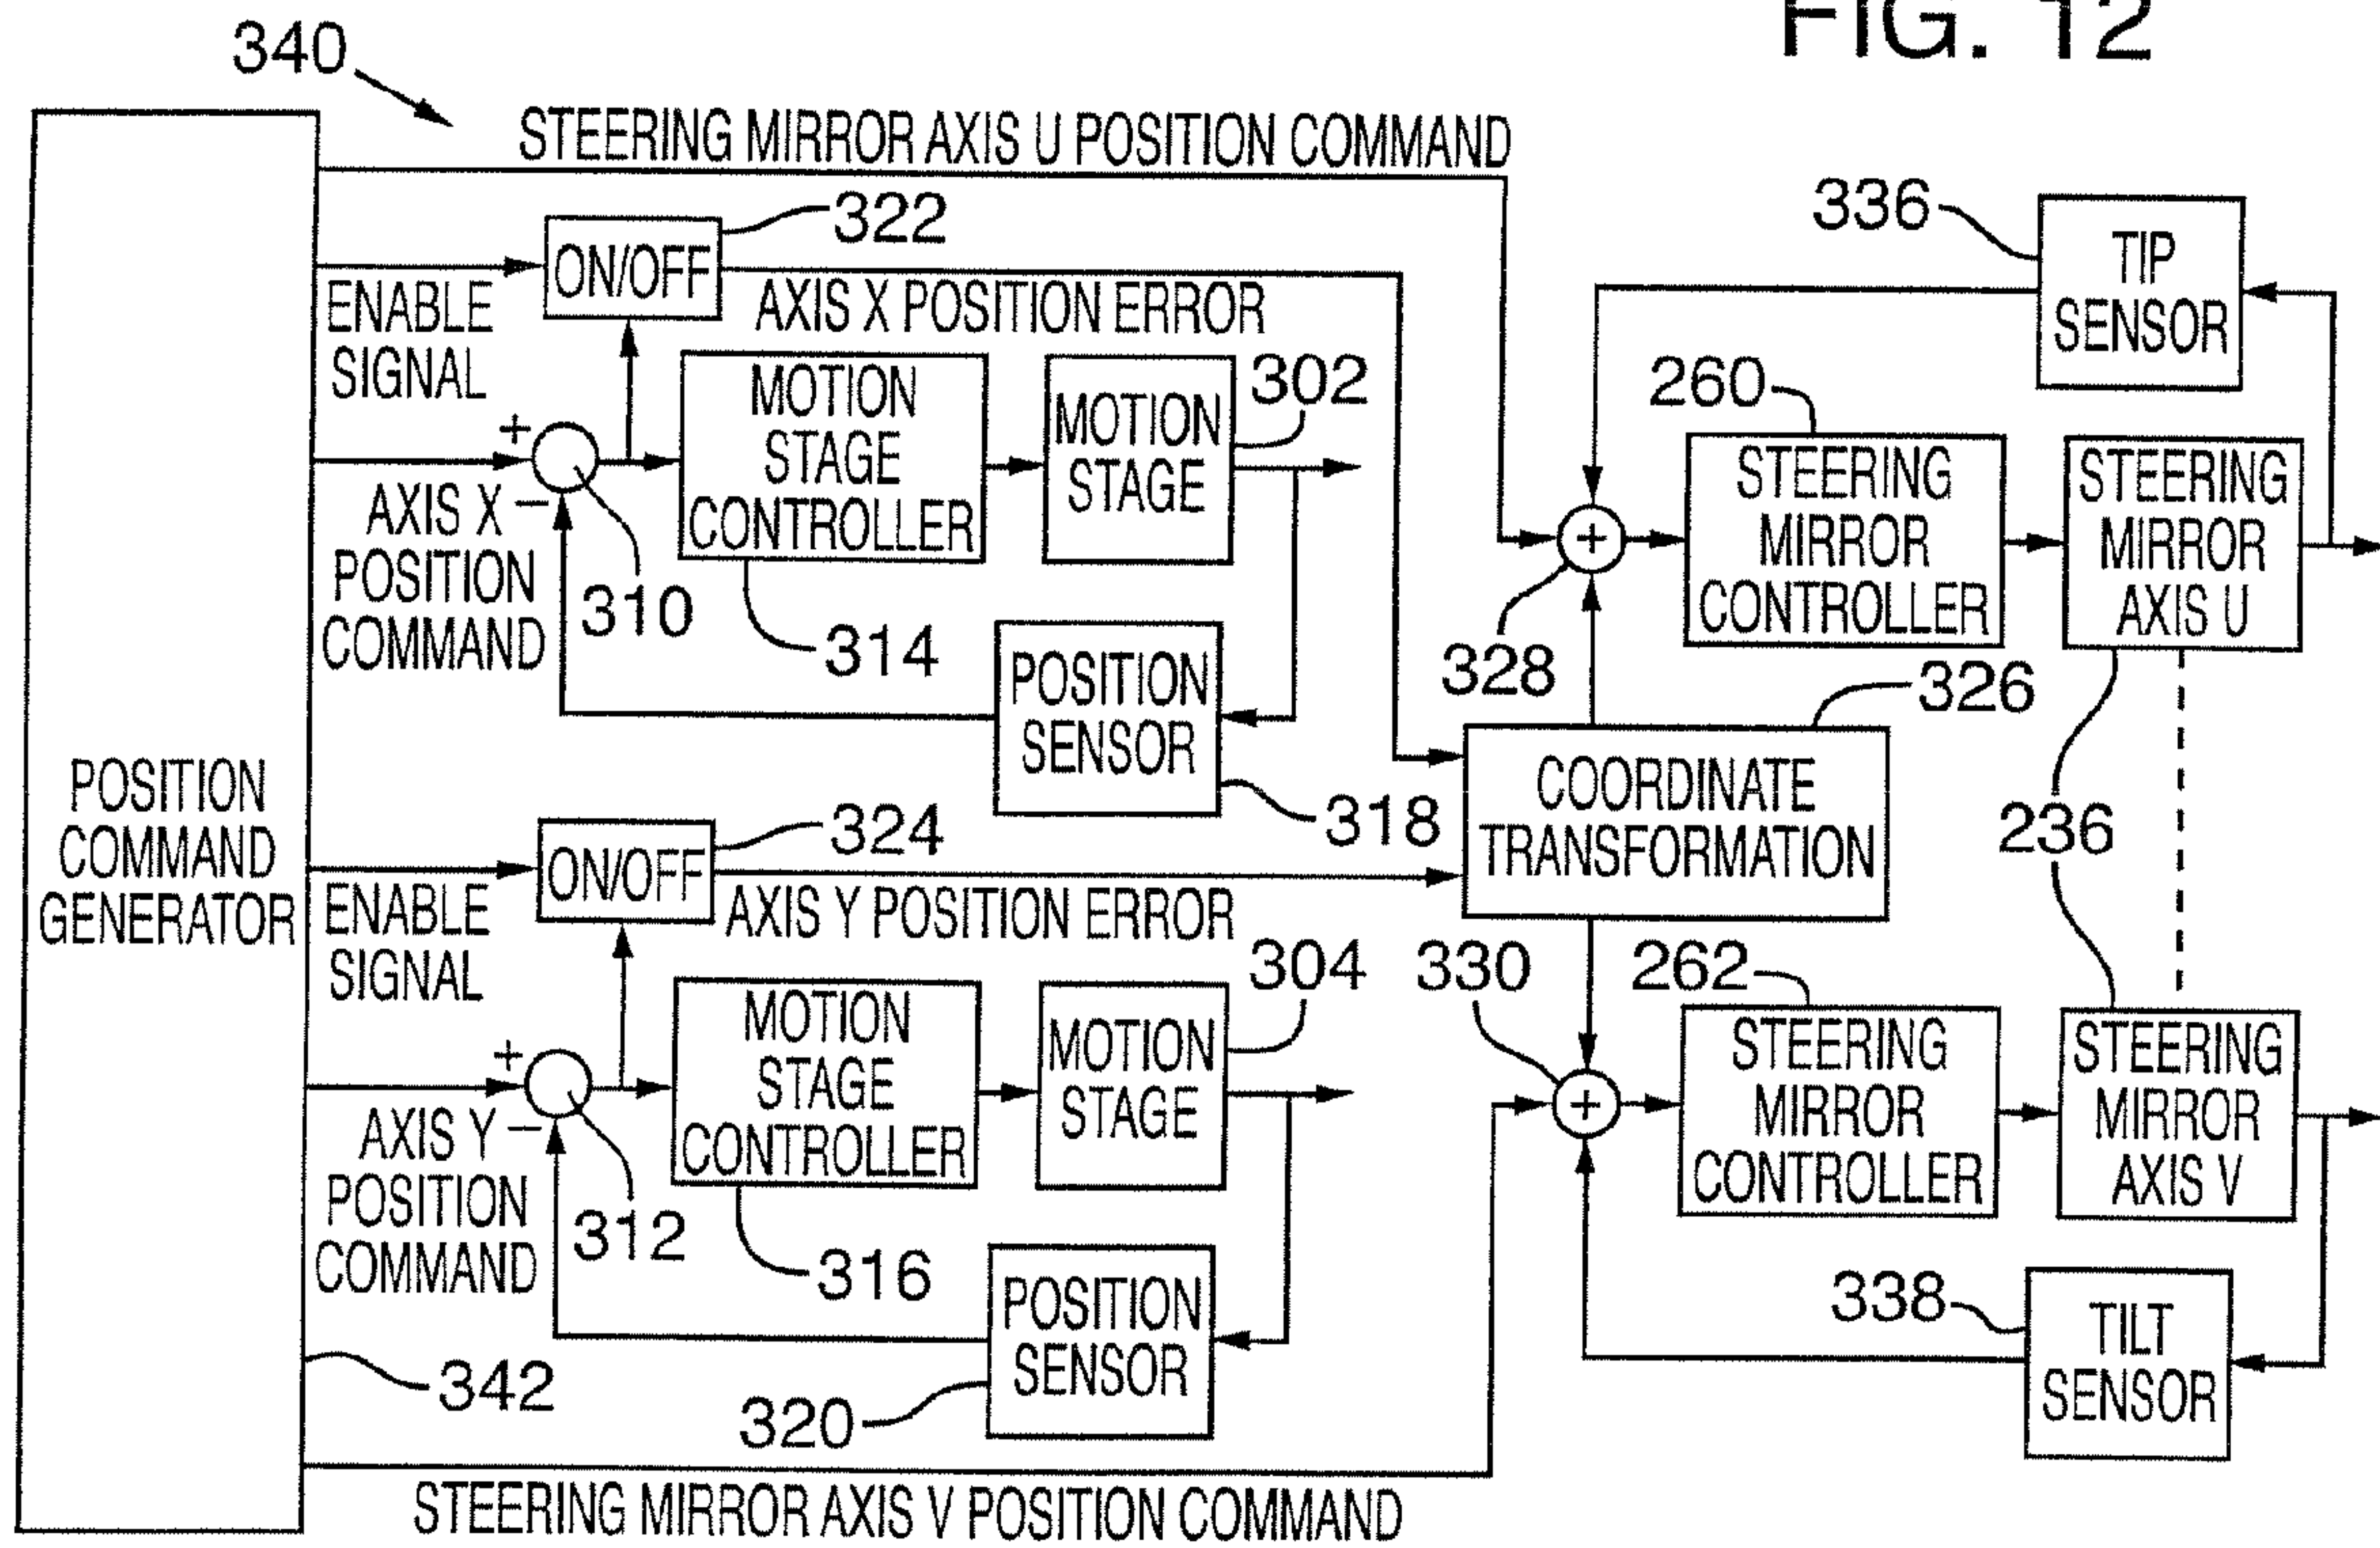 FIG. 12
340
STEERING MIRROR AXIS U POSITION COMMAND
322
336
TIP
SENSOR
ON/OFF
ENABLE
SIGNAL
AXIS X POSITION ERROR
302
260
MOTION
STAGE
CONTROLLER
MOTION
STAGE
STEERING
MIRROR
CONTROLLER
STEERING
MIRROR
AXIS U
+
−
AXIS X
POSITION
COMMAND
310
314
+
328
326
POSITION
SENSOR
318
COORDINATE
TRANSFORMATION
236
POSITION
COMMAND
GENERATOR
324
ON/OFF
ENABLE
SIGNAL
AXIS Y POSITION ERROR
304
330
262
MOTION
STAGE
CONTROLLER
MOTION
STAGE
STEERING
MIRROR
CONTROLLER
STEERING
MIRROR
AXIS V
+
−
AXIS Y
POSITION
COMMAND
312
316
+
POSITION
SENSOR
320
338
TILT
SENSOR
342
STEERING MIRROR AXIS V POSITION COMMAND